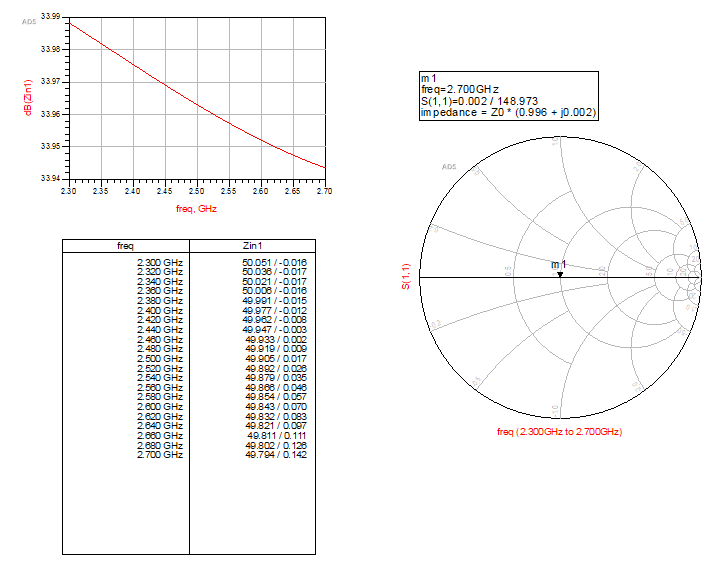 ADS
33.99
33.98
33.97
33.96
33.95
33.94
dB(Zin1)
2.30 2.35 2.40 2.45 2.50 2.55 2.60 2.65 2.70
freq, GHz
m1
freq=2.700GHz
S(1,1)=0.002 / 148.973
impedance = Z0 * (0.996 + j0.002)
ADS
m1
S(1,1)
freq (2.300GHz to 2.700GHz)
freq Zin1
2.300 GHz 50.051 / -0.016
2.320 GHz 50.036 / -0.017
2.340 GHz 50.021 / -0.017
2.360 GHz 50.006 / -0.016
2.380 GHz 49.991 / -0.015
2.400 GHz 49.977 / -0.012
2.420 GHz 49.962 / -0.008
2.440 GHz 49.947 / -0.003
2.460 GHz 49.933 / 0.002
2.480 GHz 49.919 / 0.009
2.500 GHz 49.905 / 0.017
2.520 GHz 49.892 / 0.026
2.540 GHz 49.879 / 0.035
2.560 GHz 49.866 / 0.046
2.580 GHz 49.854 / 0.057
2.600 GHz 49.843 / 0.070
2.620 GHz 49.832 / 0.083
2.640 GHz 49.821 / 0.097
2.660 GHz 49.811 / 0.111
2.680 GHz 49.802 / 0.126
2.700 GHz 49.794 / 0.142